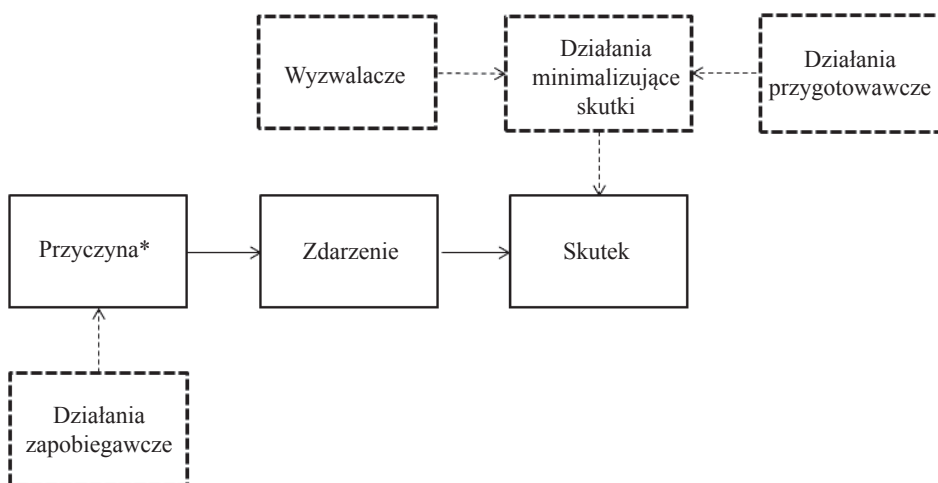 Wyzwalacze
Działania
minimalizujące
skutki
Działania
przygotowawcze
Przyczyna*
Zdarzenie
Skutek
Działania
zapobiegawcze